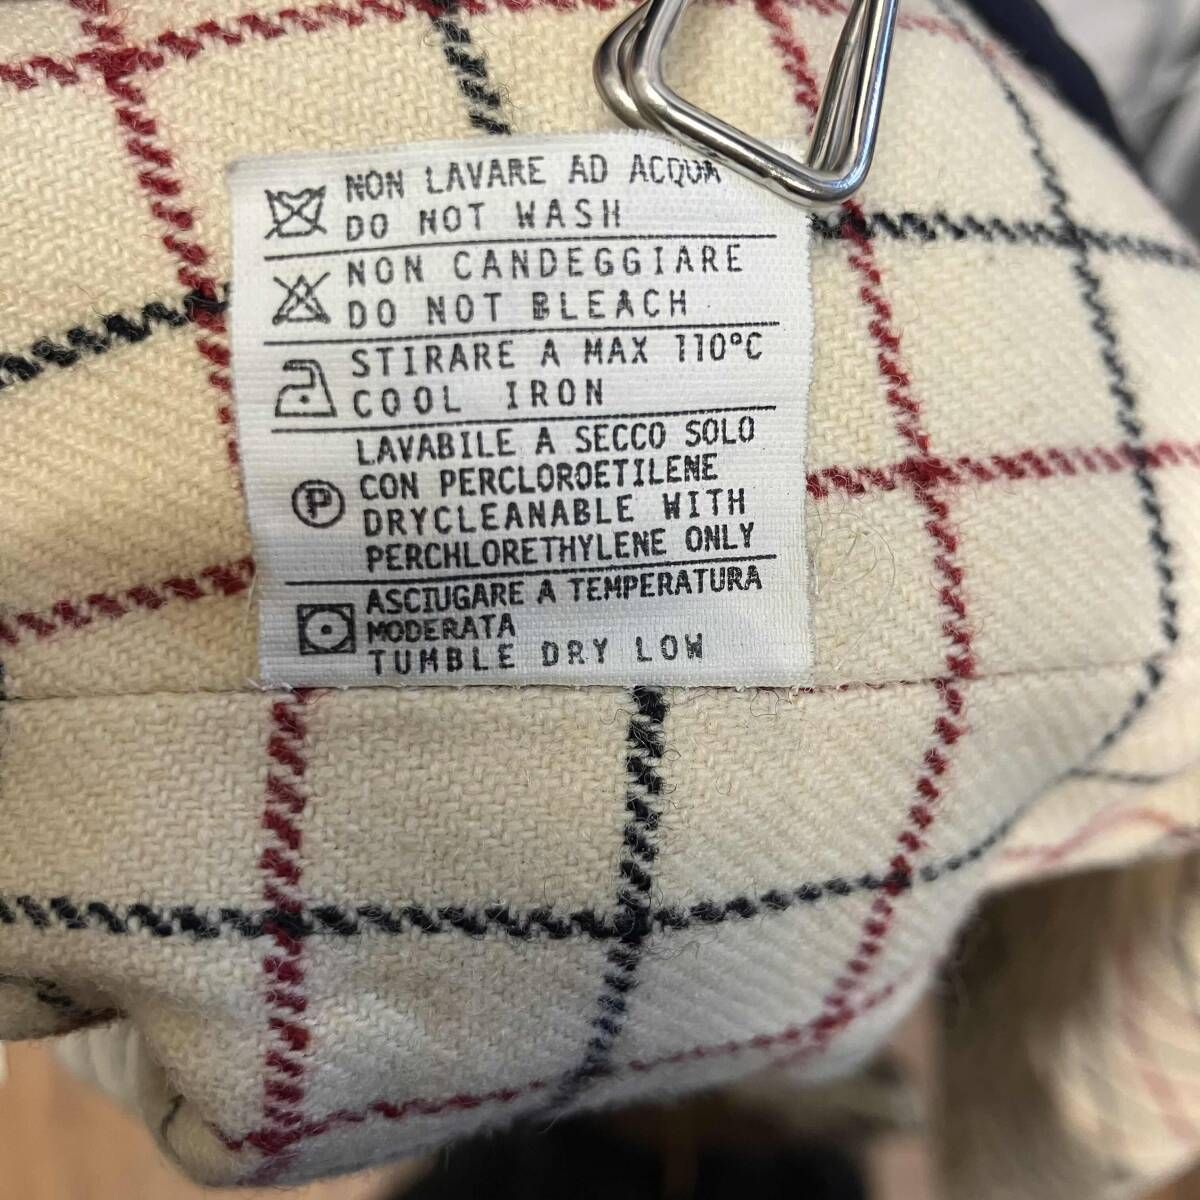 NON LAVARE AD ACQUA
DO NOT WASH
NON CANDEGGIARE
DO NOT BLEACH
STIRARE A MAX 110°C
COOL IRON
LAVABILE A SECCO SOLO
CON PERCLOROETILENE
P
DRYCLEANABLE WITH
PERCHLORETHYLENE ONLY
ASCIUGARE A TEMPERATURA
MODERATA
TUMBLE DRY LOW